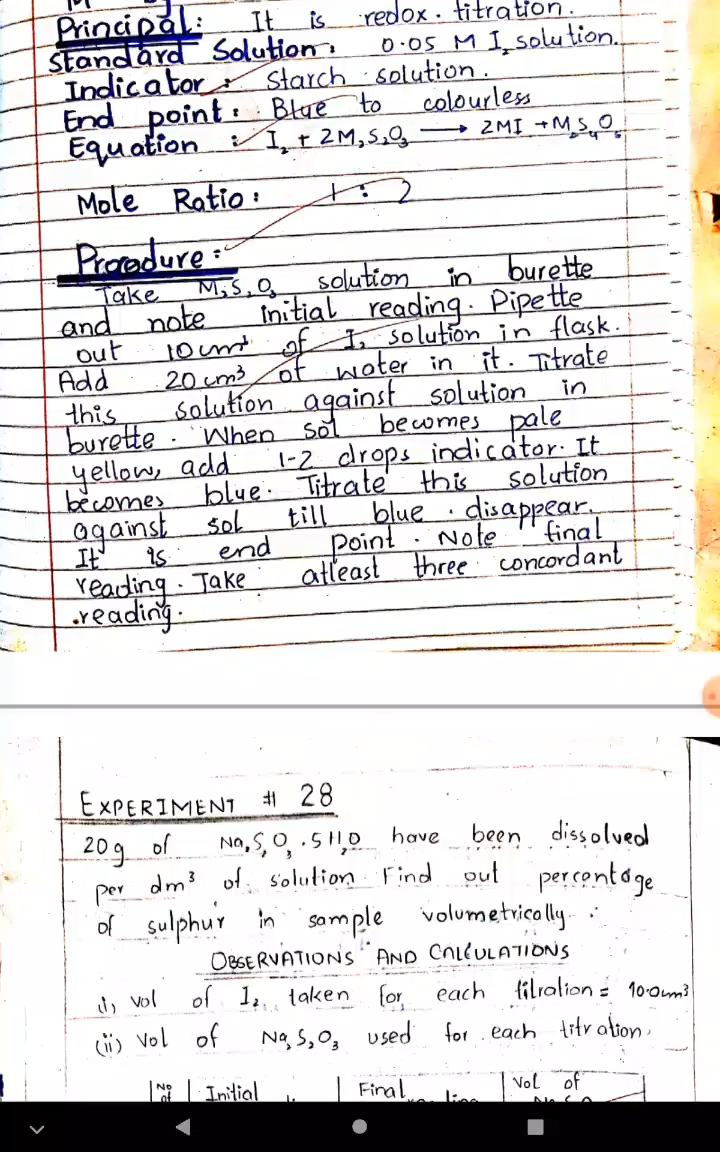 Principal: It is redox. titration.
Standard Solution: 0.05 M I₂ solution.
Indicator: Starch solution.
End point: Blue to colourless
Equation: I₂ + 2M₂S₂O₃ → 2MI + M₂S₄O₆
Mole Ratio: 1 : 2
Procedure:
Take M₂S₂O₃ solution in burette
and note initial reading. Pipette
out 10cm³ of I₂ solution in flask.
Add 20cm³ of water in it. Titrate
this solution against solution in
burette. When sol becomes pale
yellow, add 1-2 drops indicator. It
becomes blue. Titrate this solution
against sol till blue disappear.
It is end point. Note final
reading. Take atleast three concordant
reading.
EXPERIMENT # 28
20g of Na₂S₂O₃.5H₂O have been dissolved
per dm³ of solution Find out percentage
of sulphur in sample volumetrically.
OBSERVATIONS AND CALCULATIONS
(i) Vol of I₂ taken for each titration = 10.0cm³
(ii) Vol of Na₂S₂O₃ used for each titration.
No Initial Final Vol of
of